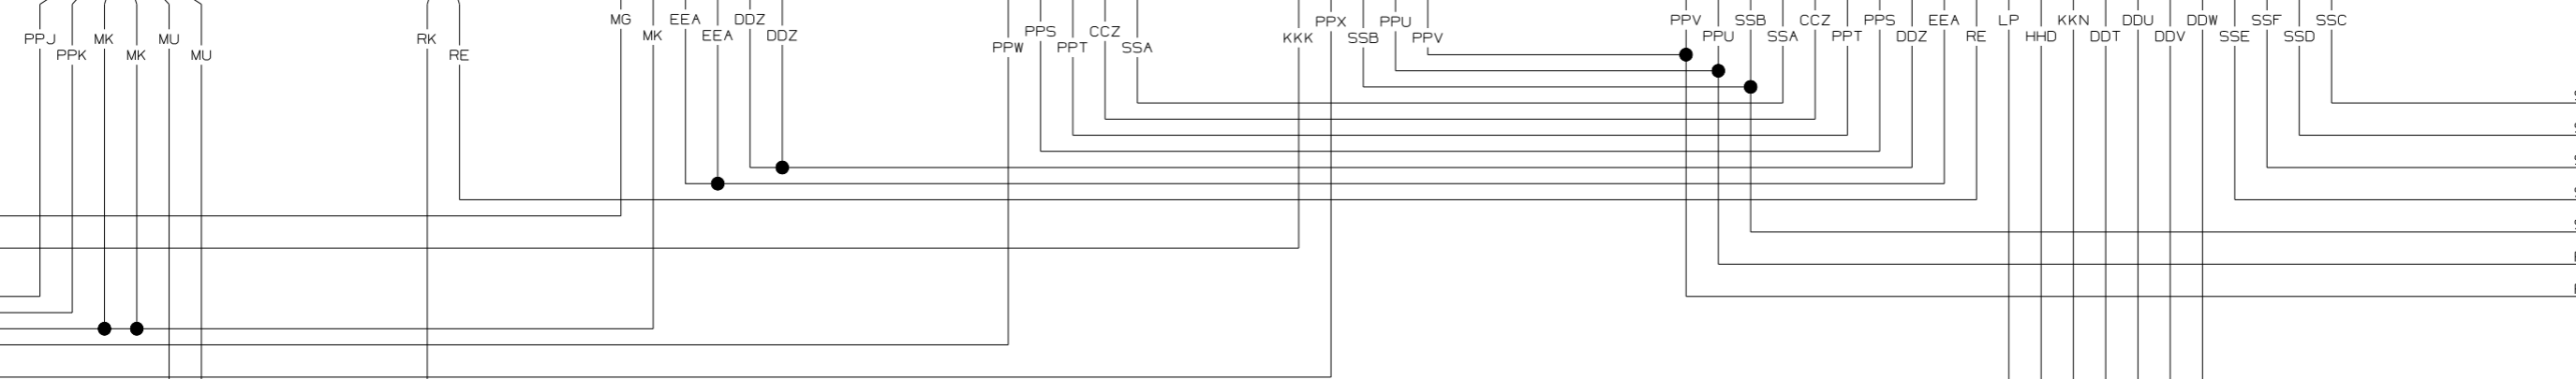 PPJ PPK MK MK MU MU RK RE MG MK EEA EEA DDZ DDZ PPW PPS PPT CCZ SSA KKK PPX SSB PPU PPV PPV PPU SSB SSA CCZ PPT PPS DDZ EEA RE LP HHD KKN DDT DDU DDV DDW SSE SSF SSD SSC